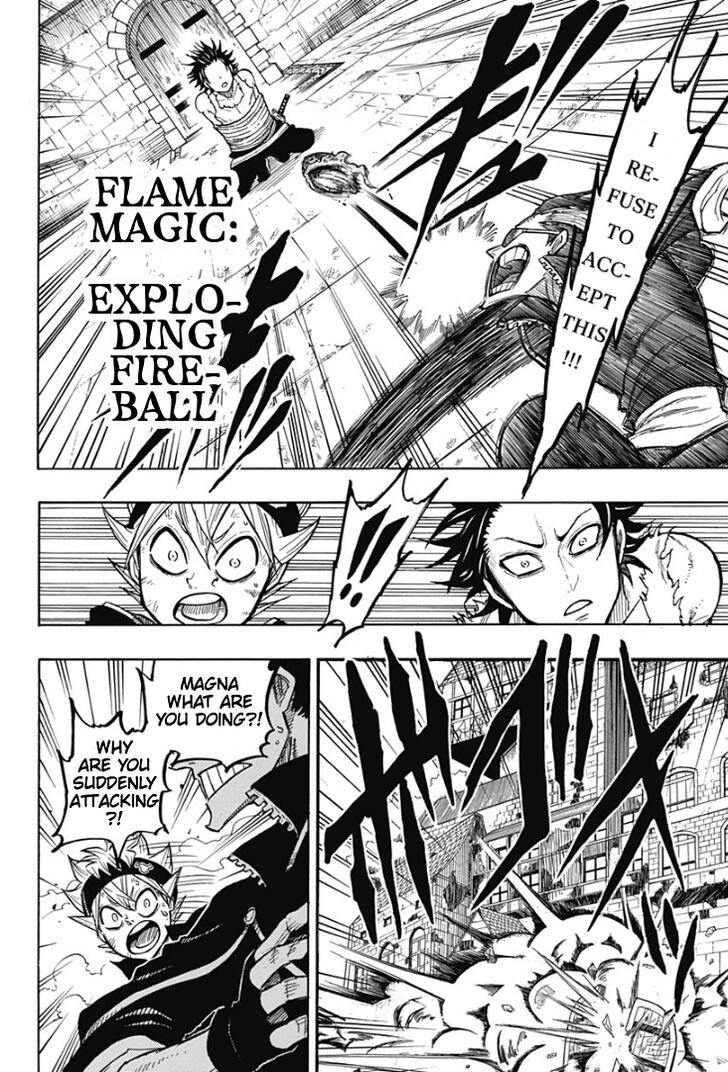 I
RE-
FUSE
TO
ACC-
EPT
THIS
!!!
FLAME
MAGIC:
EXPLO-
DING
FIRE-
BALL
!!
MAGNA
WHAT ARE
YOU DOING?!
WHY
ARE YOU
SUDDENLY
ATTACKING
?!